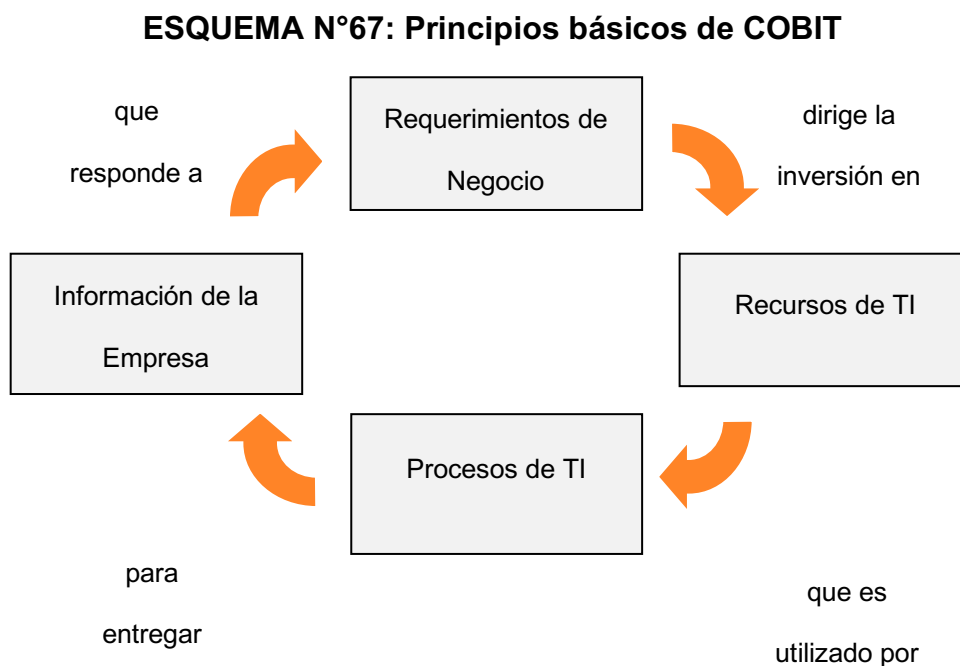 ESQUEMA N°67: Principios básicos de COBIT
que
responde a
Requerimientos de
Negocio
dirige la
inversión en
Información de la
Empresa
Recursos de TI
Procesos de TI
para
entregar
que es
utilizado por